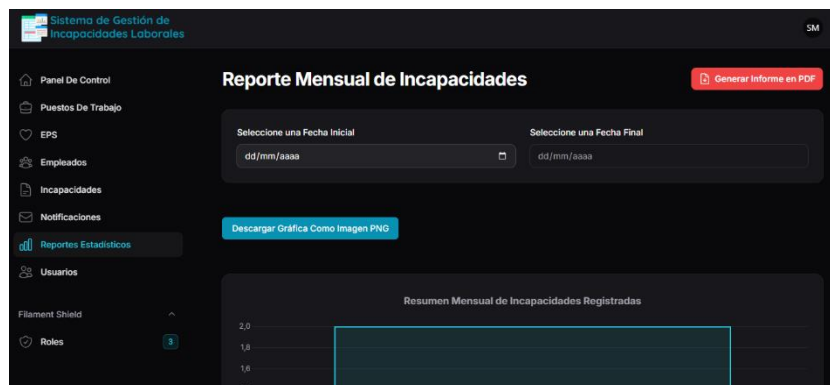 Sistema de Gestión de
Incapacidades Laborales
SM
Panel De Control
Puestos De Trabajo
EPS
Empleados
Incapacidades
Notificaciones
Reportes Estadísticos
Usuarios
Filament Shield
Roles
3
Reporte Mensual de Incapacidades
Generar Informe en PDF
Seleccione una Fecha Inicial
Seleccione una Fecha Final
dd/mm/aaaa
dd/mm/aaaa
Descargar Gráfica Como Imagen PNG
Resumen Mensual de Incapacidades Registradas
2,0
1,8
1,6